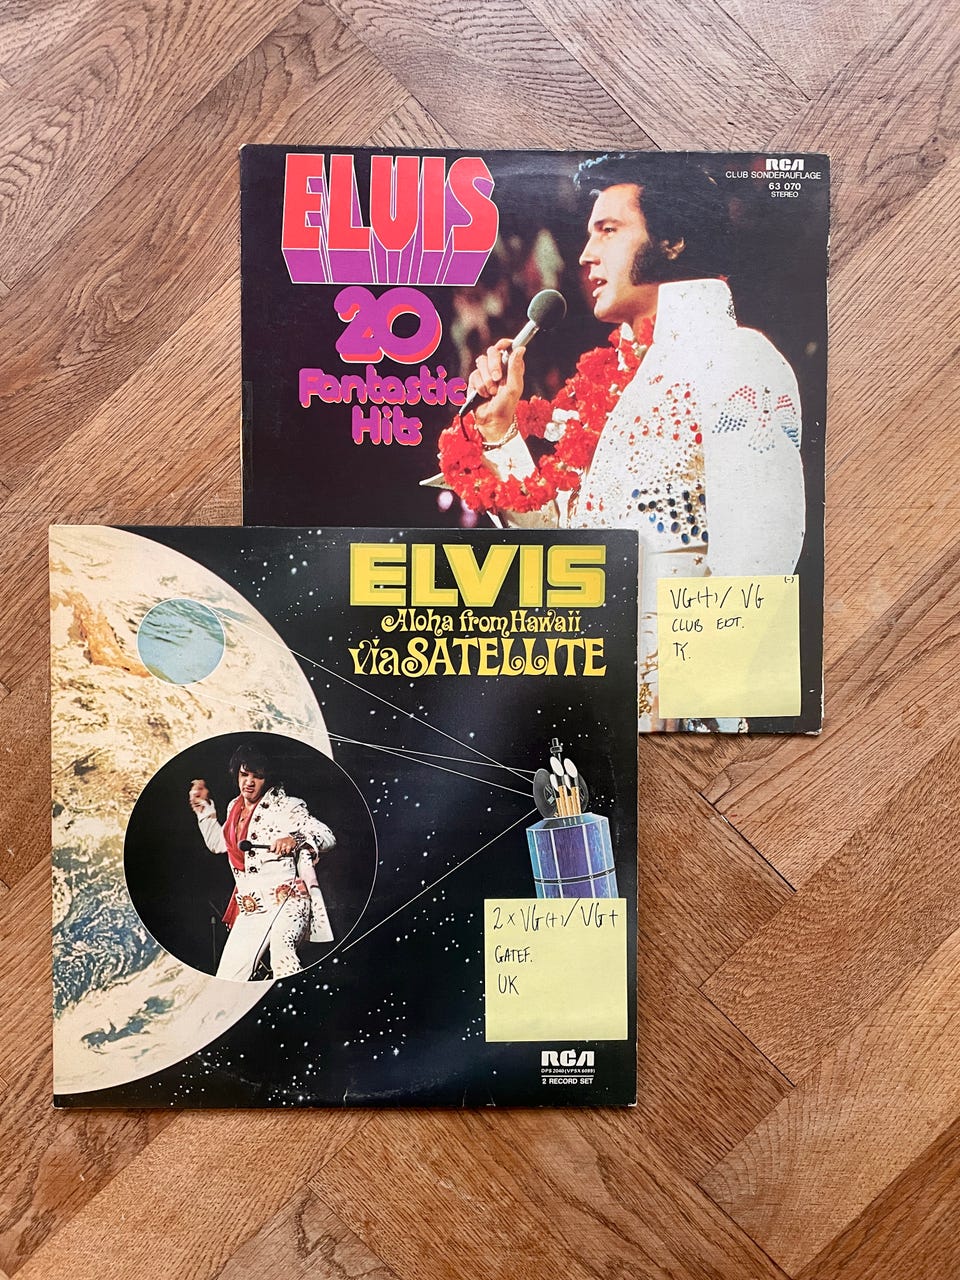 ELVIS
20
Fantastic
Hits
RCA
CLUB SONDERAUFLAGE
63 070
STEREO
(-)
VG(+)/ VG
CLUB EDT.
TY.
ELVIS
Aloha from Hawaii
via SATELLITE
2 x VG(+)/VG+
GATEF.
UK
RCA
DPS 2040 (VPSX 6089)
2 RECORD SET